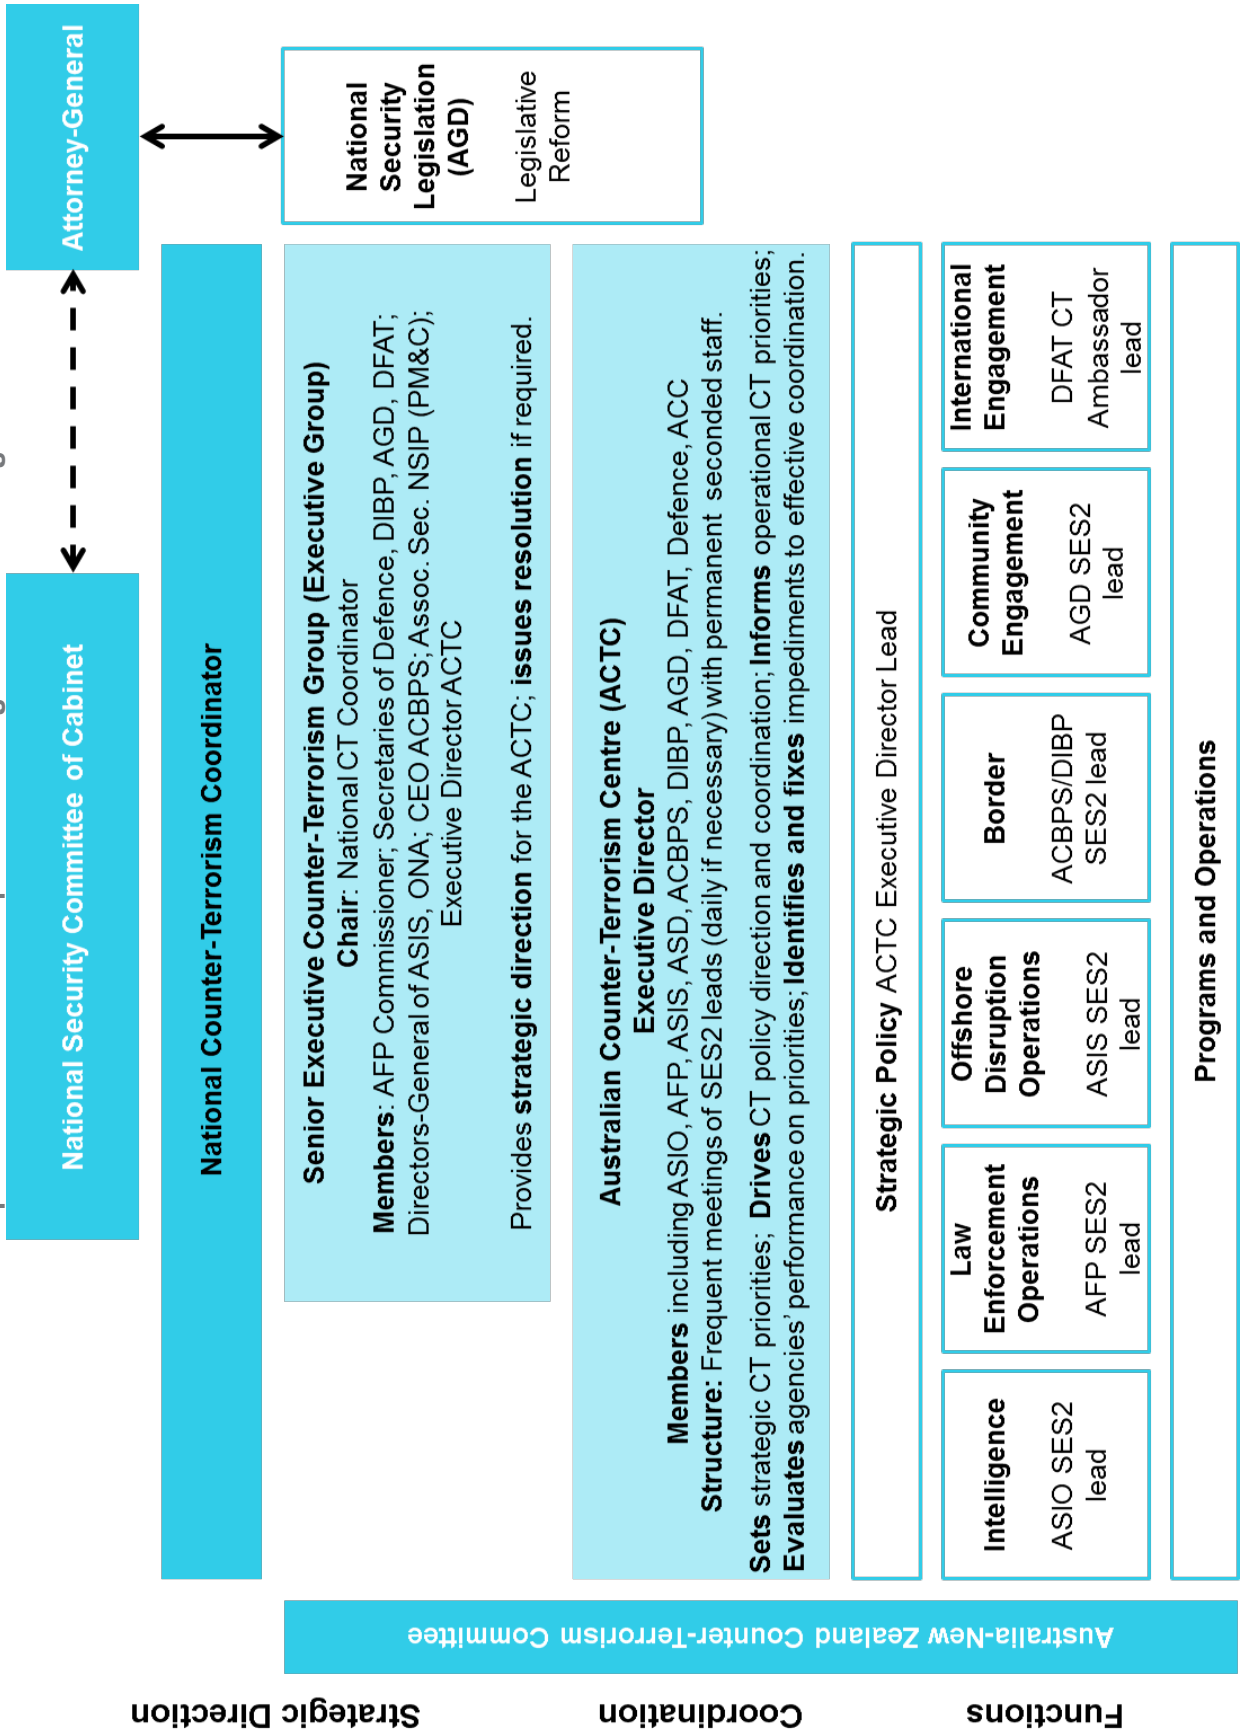 National Security Committee of Cabinet
Attorney-General
National Counter-Terrorism Coordinator
Senior Executive Counter-Terrorism Group (Executive Group)
Chair: National CT Coordinator
Members: AFP Commissioner; Secretaries of Defence, DIBP, AGD, DFAT;
Directors-General of ASIS, ONA; CEO ACBPS; Assoc. Sec. NSIP (PM&C);
Executive Director ACTC
Provides strategic direction for the ACTC; issues resolution if required.
National
Security
Legislation
(AGD)
Legislative
Reform
Australian Counter-Terrorism Centre (ACTC)
Executive Director
Members including ASIO, AFP, ASIS, ASD, ACBPS, DIBP, AGD, DFAT, Defence, ACC
Structure: Frequent meetings of SES2 leads (daily if necessary) with permanent seconded staff.
Sets strategic CT priorities; Drives CT policy direction and coordination; Informs operational CT priorities;
Evaluates agencies' performance on priorities; Identifies and fixes impediments to effective coordination.
Strategic Policy ACTC Executive Director Lead
Intelligence
ASIO SES2
lead
Law
Enforcement
Operations
AFP SES2
lead
Offshore
Disruption
Operations
ASIS SES2
lead
Border
ACBPS/DIBP
SES2 lead
Community
Engagement
AGD SES2
lead
International
Engagement
DFAT CT
Ambassador
lead
Programs and Operations
Australia-New Zealand Counter-Terrorism Committee
Strategic Direction
Coordination
Functions